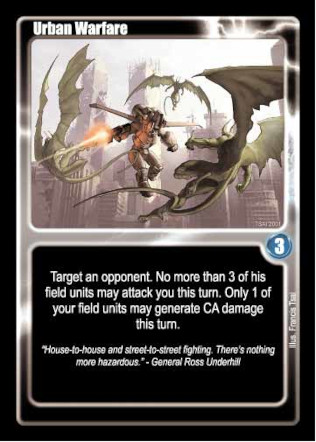 Urban Warfare
TSAI 2001
3
Target an opponent. No more than 3 of his
field units may attack you this turn. Only 1 of
your field units may generate CA damage
this turn.
"House-to-house and street-to-street fighting. There's nothing
more hazardous." - General Ross Underhill
Illus. Francis Tsai